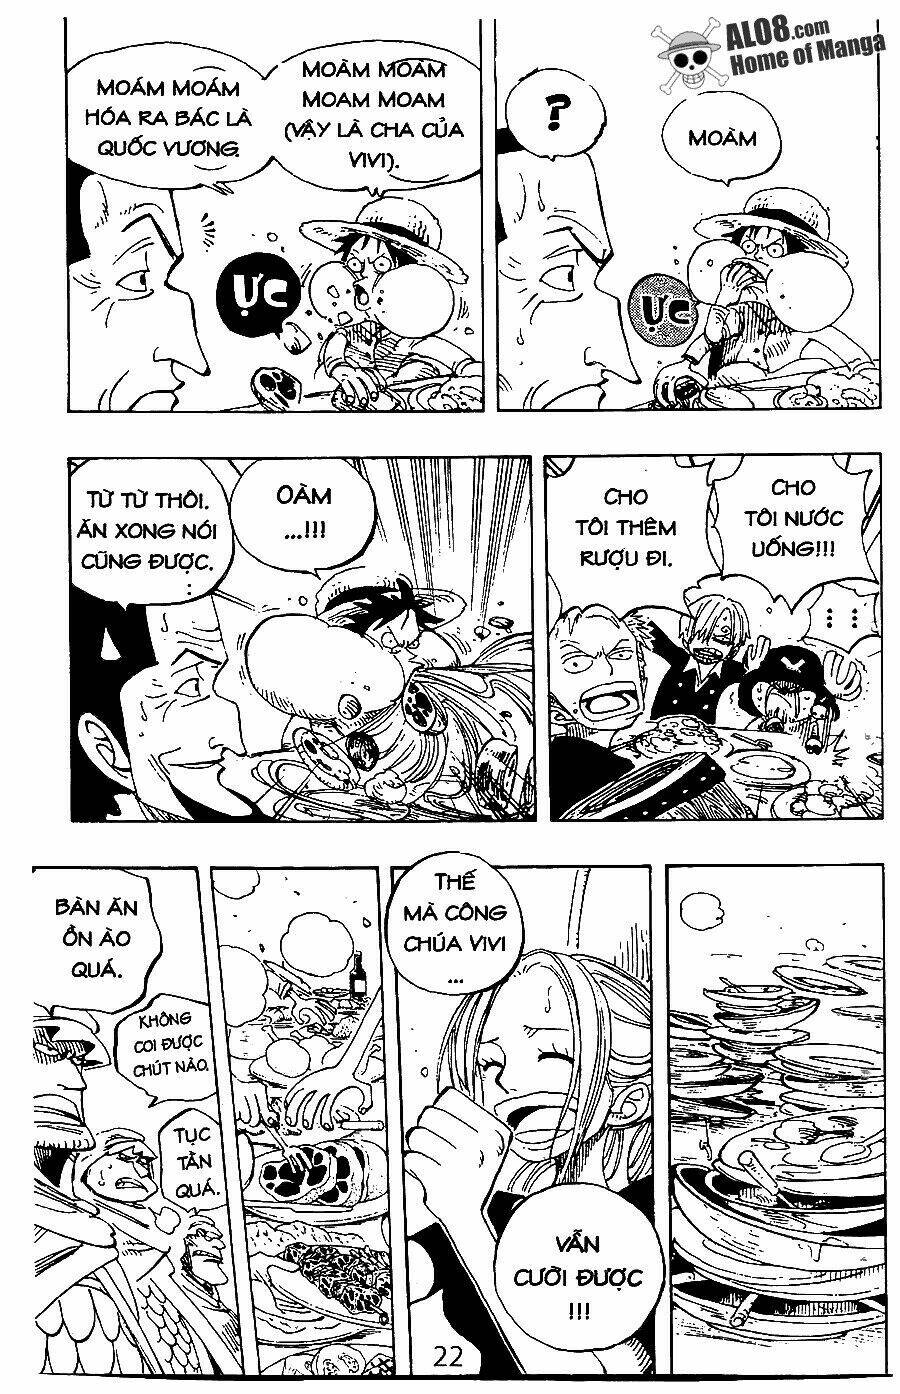 AL08.com
Home of Manga
MOÁM MOÁM
HÓA RA BÁC LÀ
QUỐC VƯƠNG.
MOÀM MOÀM
MOAM MOAM
(VẬY LÀ CHA CỦA
VIVI).
ỰC
?
MOÀM
ỰC
TỪ TỪ THÔI.
ĂN XONG NÓI
CŨNG ĐƯỢC.
...
OÀM
...!!!
CHO
TÔI THÊM
RƯỢU ĐI.
CHO
TÔI NƯỚC
UỐNG!!!
...
BÀN ĂN
ỒN ÀO
QUÁ.
KHÔNG
COI ĐƯỢC
CHÚT NÀO.
TỤC
TẰN
QUÁ.
THẾ
MÀ CÔNG
CHÚA VIVI
...
VẪN
CƯỜI ĐƯỢC
!!!
22